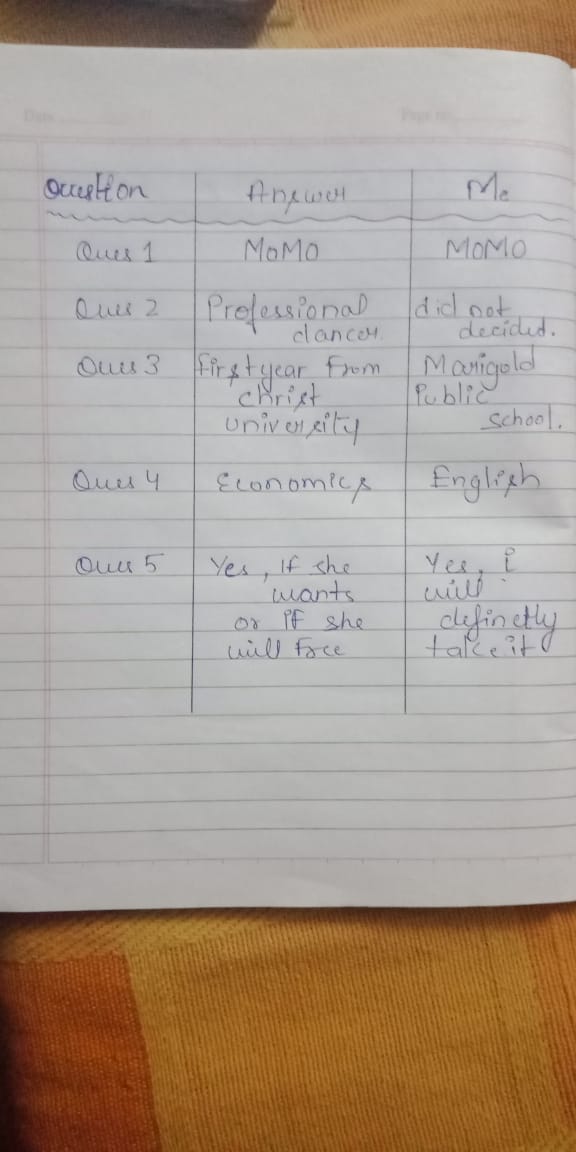 Date
Page No.
Question Answer Me
Ques 1 MOMO MOMO
Ques 2 Professional did not
dancer. decided.
Ques 3 first year from Marigold
christ Public
university school.
Ques 4 Economics English
Ques 5 Yes, if she Yes, i
wants will
or if she definetly
will Force take it